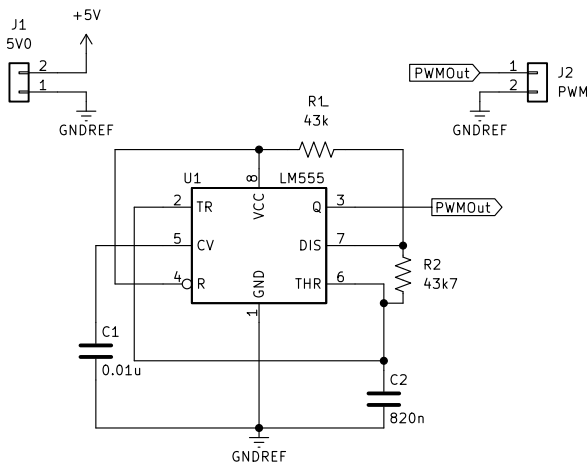 J1
5V0
+5V
2
1
GNDREF
PWMOut
1
2
J2
PWM
GNDREF
R1
43k
U1
8
LM555
VCC
2
TR
Q
3
PWMOut
5
CV
DIS
7
4
R
THR
6
GND
1
R2
43k7
C1
0.01u
C2
820n
GNDREF